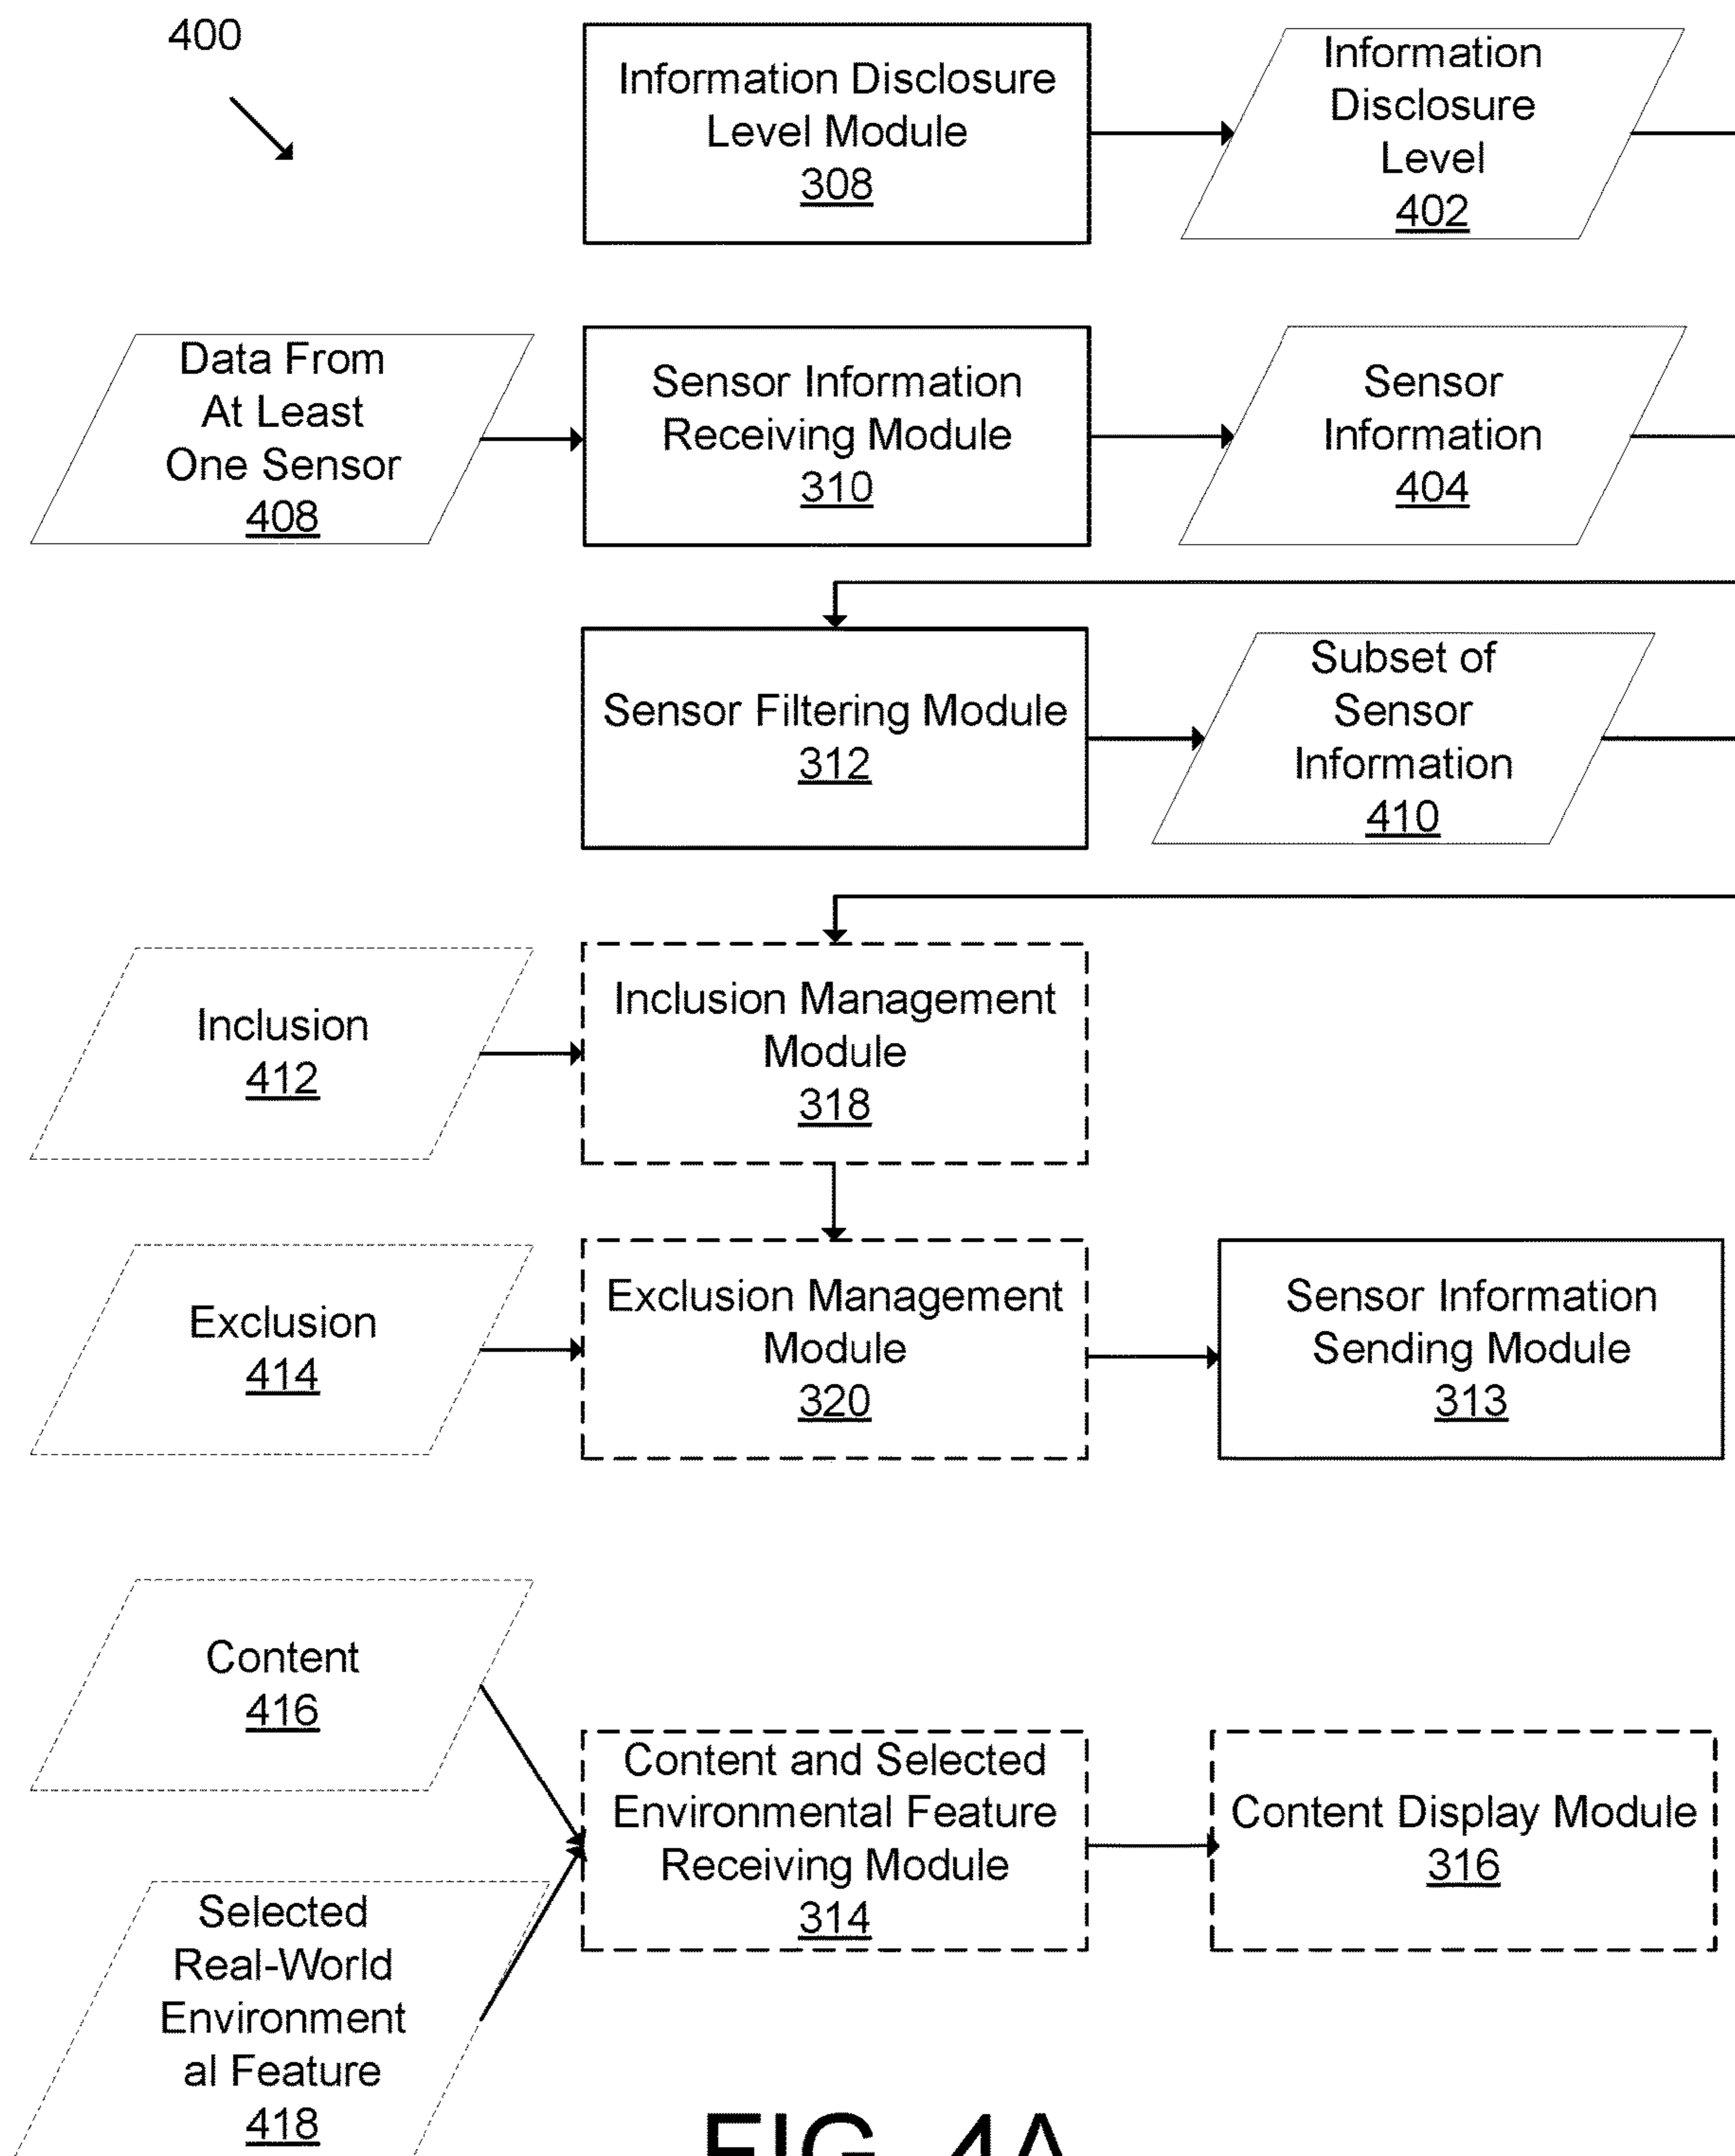 400
Information Disclosure
Level Module
308
Information
Disclosure
Level
402
Data From
At Least
One Sensor
408
Sensor Information
Receiving Module
310
Sensor
Information
404
Sensor Filtering Module
312
Subset of
Sensor
Information
410
Inclusion
412
Inclusion Management
Module
318
Exclusion
414
Exclusion Management
Module
320
Sensor Information
Sending Module
313
Content
416
Selected
Real-World
Environment
al Feature
418
Content and Selected
Environmental Feature
Receiving Module
314
Content Display Module
316
FIG. 4A